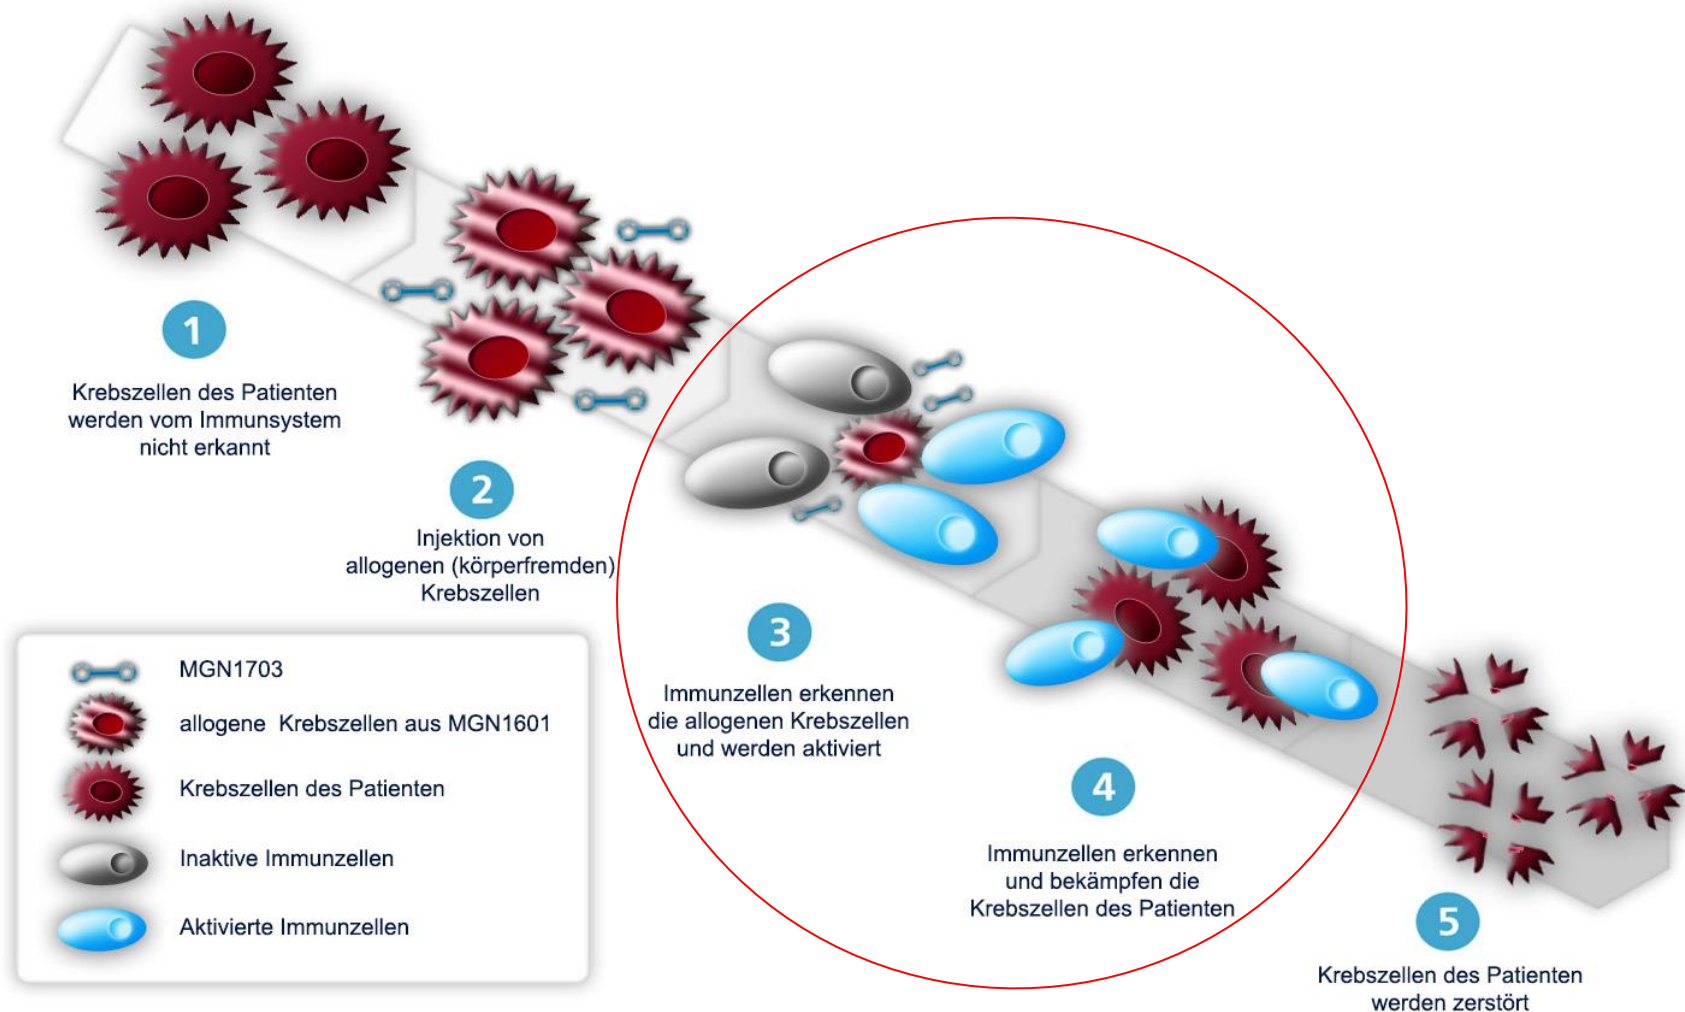 1
Krebszellen des Patienten
werden vom Immunsystem
nicht erkannt
2
Injektion von
allogenen (körperfremden)
Krebszellen
3
Immunzellen erkennen
die allogenen Krebszellen
und werden aktiviert
4
Immunzellen erkennen
und bekämpfen die
Krebszellen des Patienten
5
Krebszellen des Patienten
werden zerstört
MGN1703
allogene Krebszellen aus MGN1601
Krebszellen des Patienten
Inaktive Immunzellen
Aktivierte Immunzellen